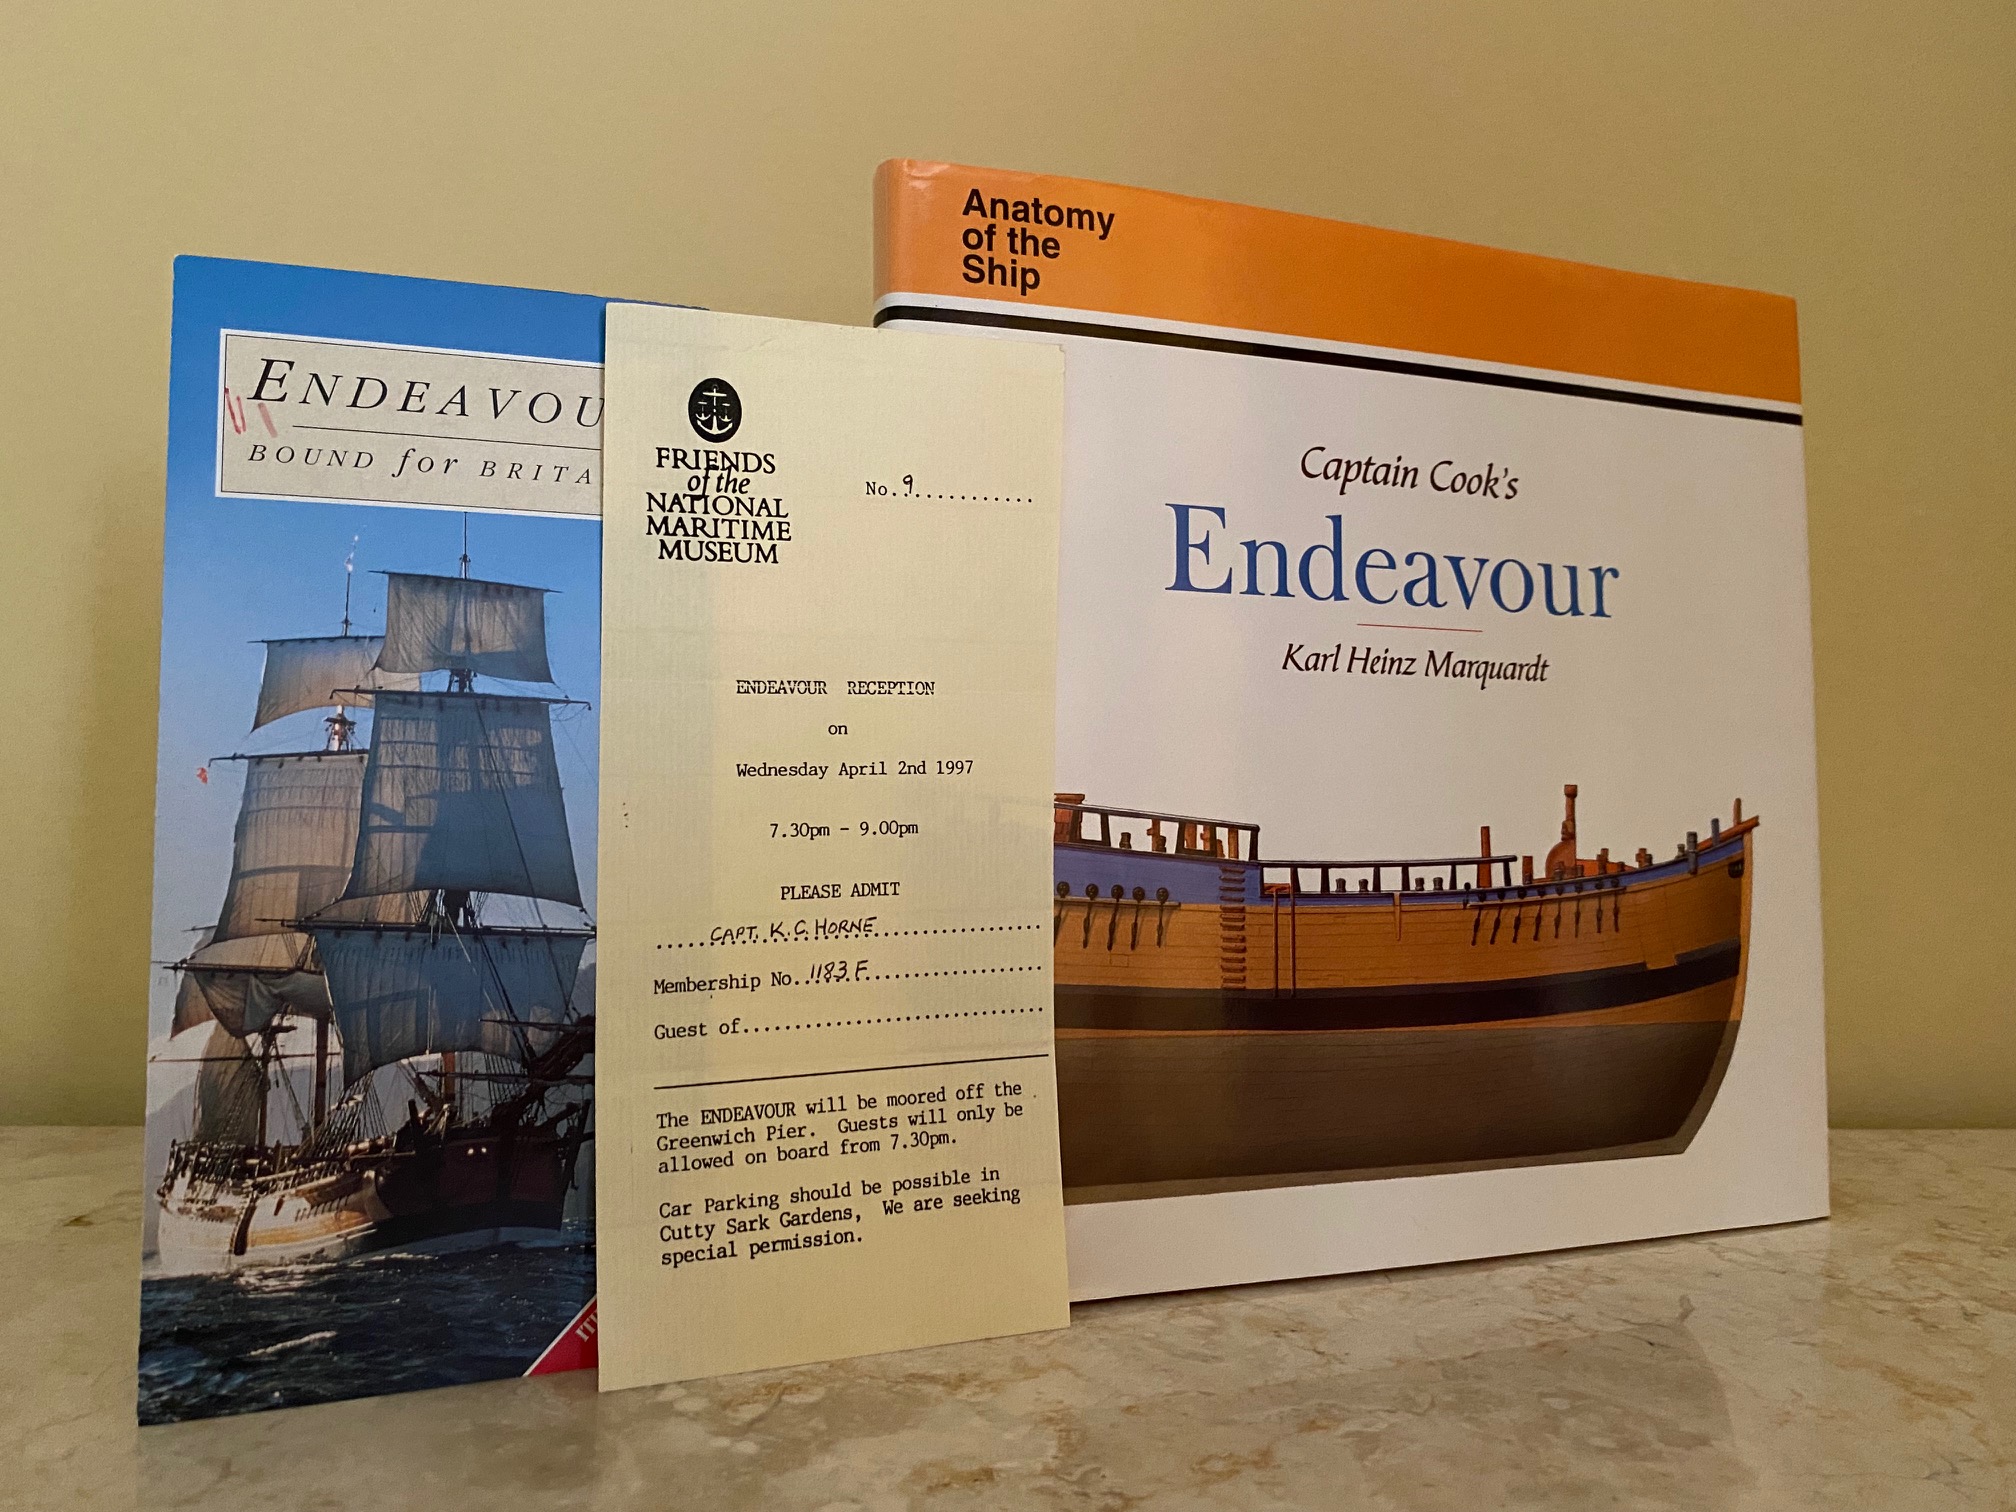 ENDEAVOU
BOUND for BRITA
FRIENDS
of the
NATIONAL
MARITIME
MUSEUM
No. 9............
ENDEAVOUR RECEPTION
on
Wednesday April 2nd 1997
7.30pm - 9.00pm
PLEASE ADMIT
.....CAPT. K.C. HORNE....................
Membership No..1183 F.....................
Guest of.............................
The ENDEAVOUR will be moored off the
Greenwich Pier. Guests will only be
allowed on board from 7.30pm.
Car Parking should be possible in
Cutty Sark Gardens, We are seeking
special permission.
Anatomy
of the
Ship
Captain Cook's
Endeavour
Karl Heinz Marquardt